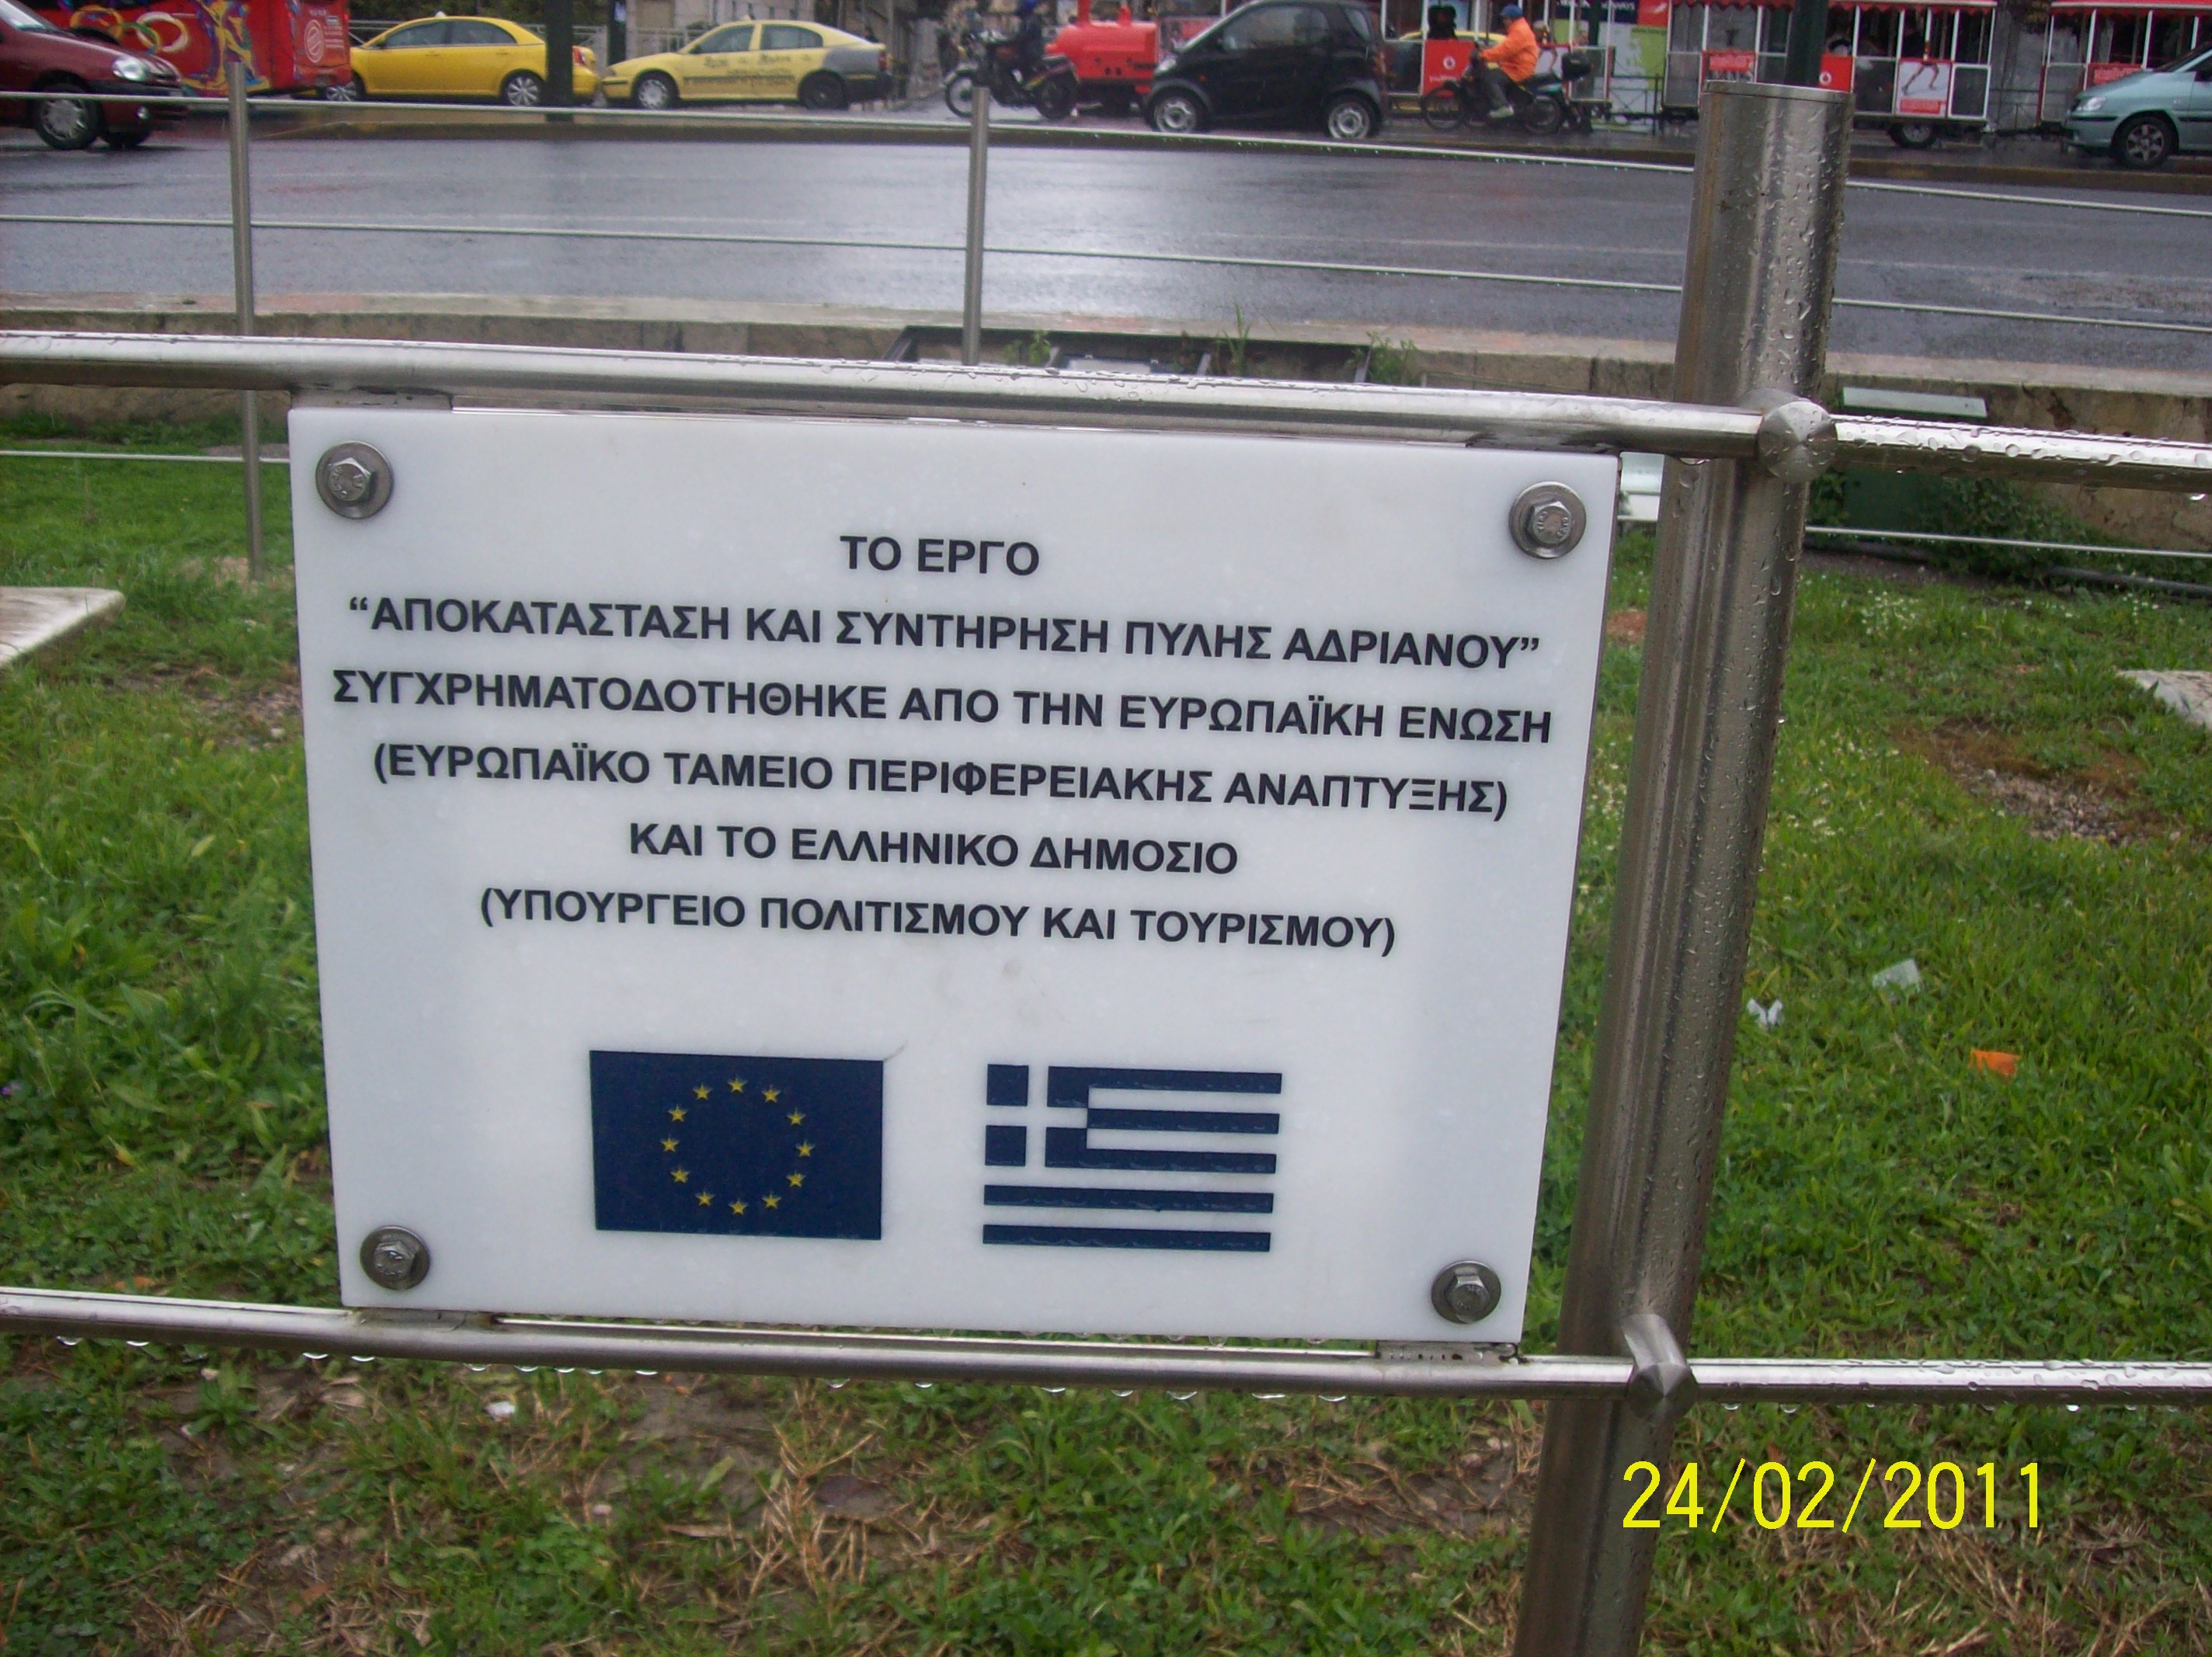 ΤΟ ΕΡΓΟ
“ΑΠΟΚΑΤΑΣΤΑΣΗ ΚΑΙ ΣΥΝΤΗΡΗΣΗ ΠΥΛΗΣ ΑΔΡΙΑΝΟΥ”
ΣΥΓΧΡΗΜΑΤΟΔΟΤΗΘΗΚΕ ΑΠΟ ΤΗΝ ΕΥΡΩΠΑΪΚΗ ΕΝΩΣΗ
(ΕΥΡΩΠΑΪΚΟ ΤΑΜΕΙΟ ΠΕΡΙΦΕΡΕΙΑΚΗΣ ΑΝΑΠΤΥΞΗΣ)
ΚΑΙ ΤΟ ΕΛΛΗΝΙΚΟ ΔΗΜΟΣΙΟ
(ΥΠΟΥΡΓΕΙΟ ΠΟΛΙΤΙΣΜΟΥ ΚΑΙ ΤΟΥΡΙΣΜΟΥ)
24/02/2011